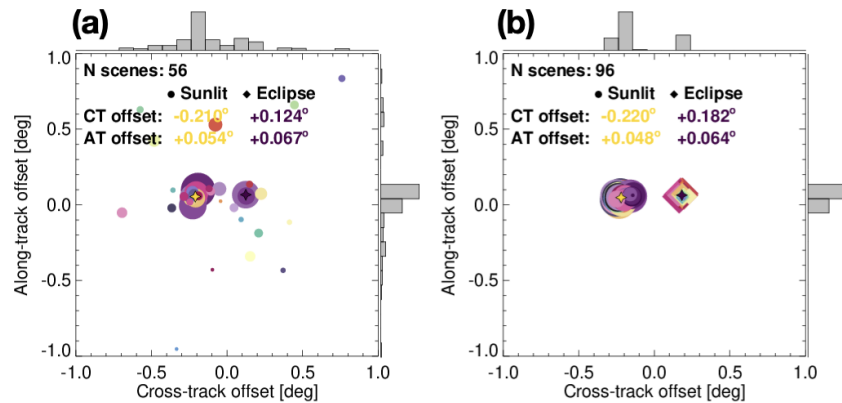 (a)
N scenes: 56
Sunlit Eclipse
CT offset: -0.210° +0.124°
AT offset: +0.054° +0.067°
1.0
0.5
0.0
-0.5
-1.0
Along-track offset [deg]
-1.0 -0.5 0.0 0.5 1.0
Cross-track offset [deg]
(b)
N scenes: 96
Sunlit Eclipse
CT offset: -0.220° +0.182°
AT offset: +0.048° +0.064°
1.0
0.5
0.0
-0.5
-1.0
Along-track offset [deg]
-1.0 -0.5 0.0 0.5 1.0
Cross-track offset [deg]